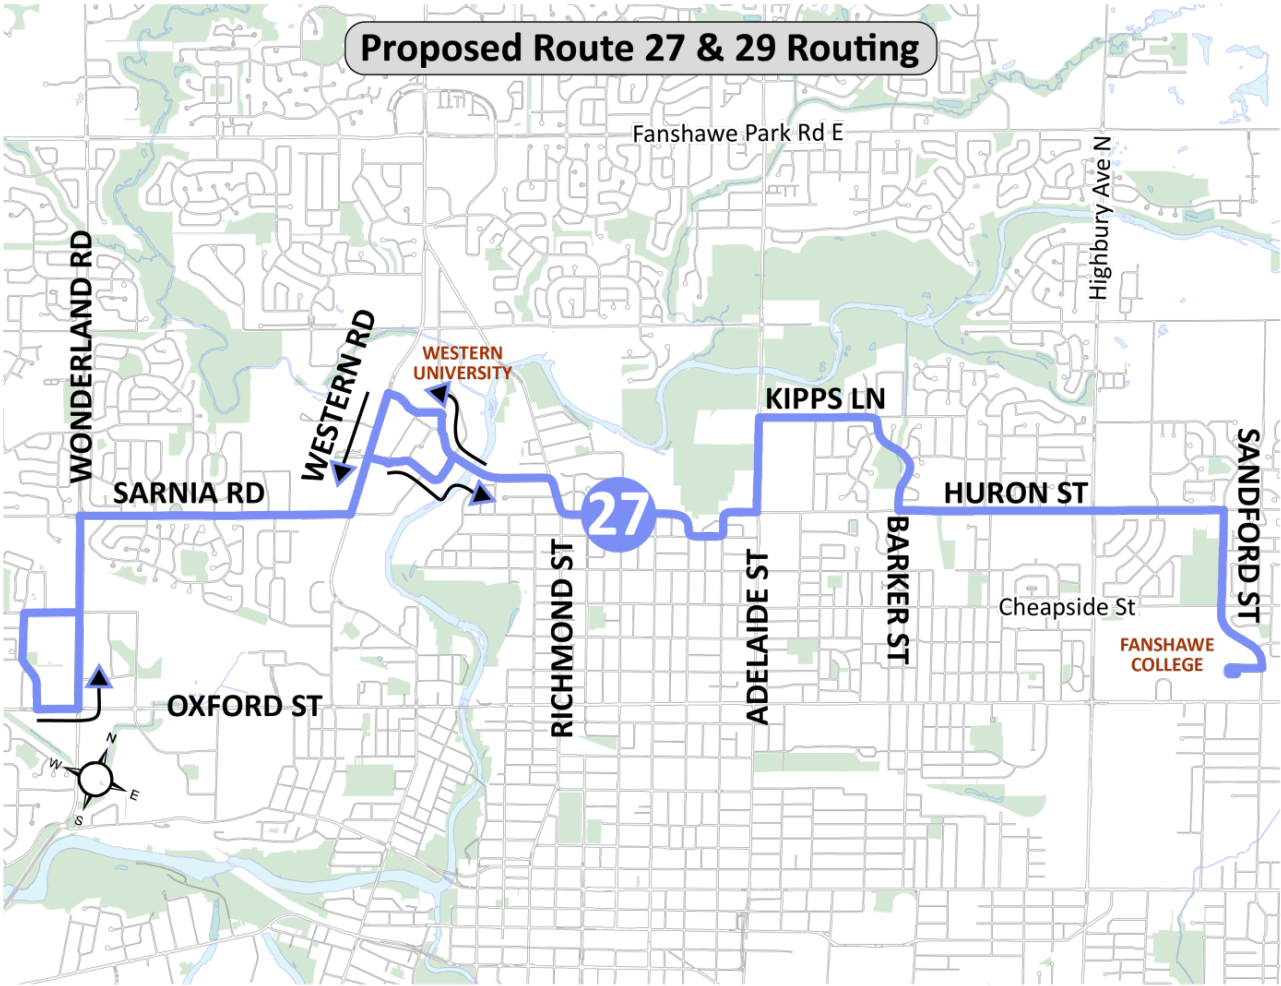 Proposed Route 27 & 29 Routing
Fanshawe Park Rd E
Highbury Ave N
WONDERLAND RD
WESTERN RD
WESTERN
UNIVERSITY
KIPPS LN
SARNIA RD
27
HURON ST
SANDFORD ST
RICHMOND ST
ADELAIDE ST
BARKER ST
Cheapside St
FANSHAWE
COLLEGE
OXFORD ST
N
W
E
S